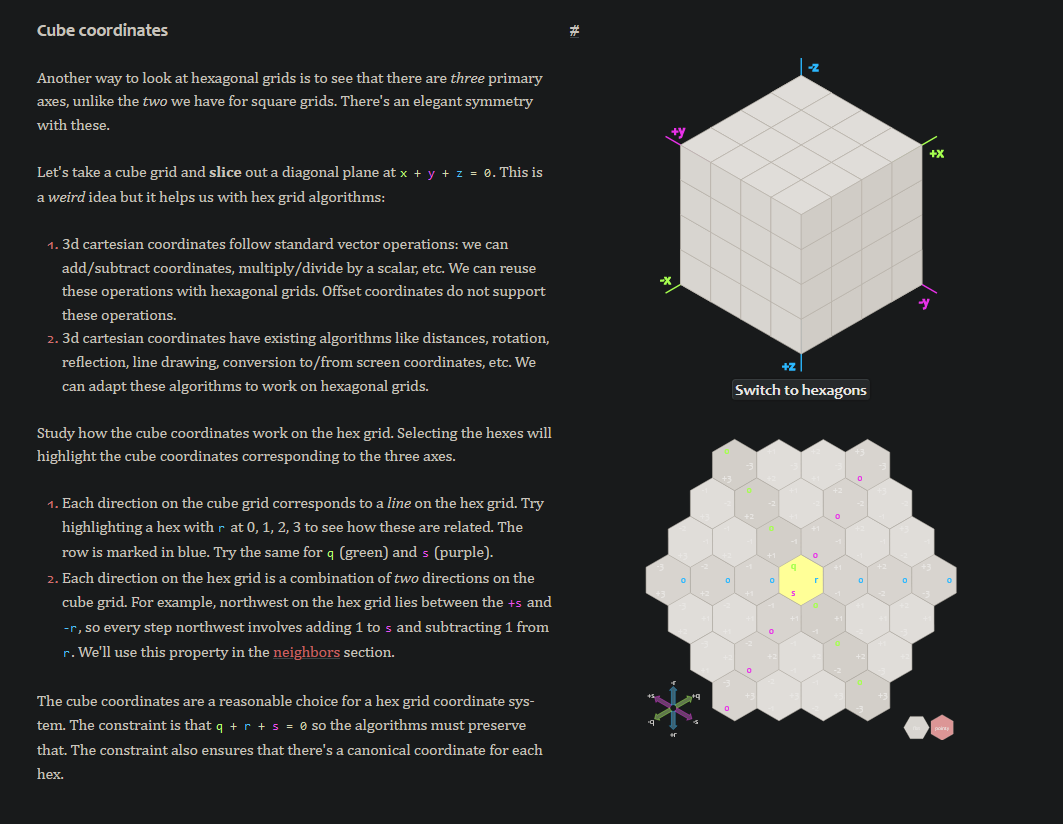 Cube coordinates #
Another way to look at hexagonal grids is to see that there are three primary
axes, unlike the two we have for square grids. There's an elegant symmetry
with these.
Let's take a cube grid and slice out a diagonal plane at x + y + z = 0. This is
a weird idea but it helps us with hex grid algorithms:
1. 3d cartesian coordinates follow standard vector operations: we can
add/subtract coordinates, multiply/divide by a scalar, etc. We can reuse
these operations with hexagonal grids. Offset coordinates do not support
these operations.
2. 3d cartesian coordinates have existing algorithms like distances, rotation,
reflection, line drawing, conversion to/from screen coordinates, etc. We
can adapt these algorithms to work on hexagonal grids.
Study how the cube coordinates work on the hex grid. Selecting the hexes will
highlight the cube coordinates corresponding to the three axes.
1. Each direction on the cube grid corresponds to a line on the hex grid. Try
highlighting a hex with r at 0, 1, 2, 3 to see how these are related. The
row is marked in blue. Try the same for q (green) and s (purple).
2. Each direction on the hex grid is a combination of two directions on the
cube grid. For example, northwest on the hex grid lies between the +s and
-r, so every step northwest involves adding 1 to s and subtracting 1 from
r. We'll use this property in the neighbors section.
The cube coordinates are a reasonable choice for a hex grid coordinate sys-
tem. The constraint is that q + r + s = 0 so the algorithms must preserve
that. The constraint also ensures that there's a canonical coordinate for each
hex.
-z
+y
+x
-x
-y
+z
Switch to hexagons
0
0
0
q
0 0 0 r 0 0 0
s
0
0
0
-r
+s +q
-q -s
+r